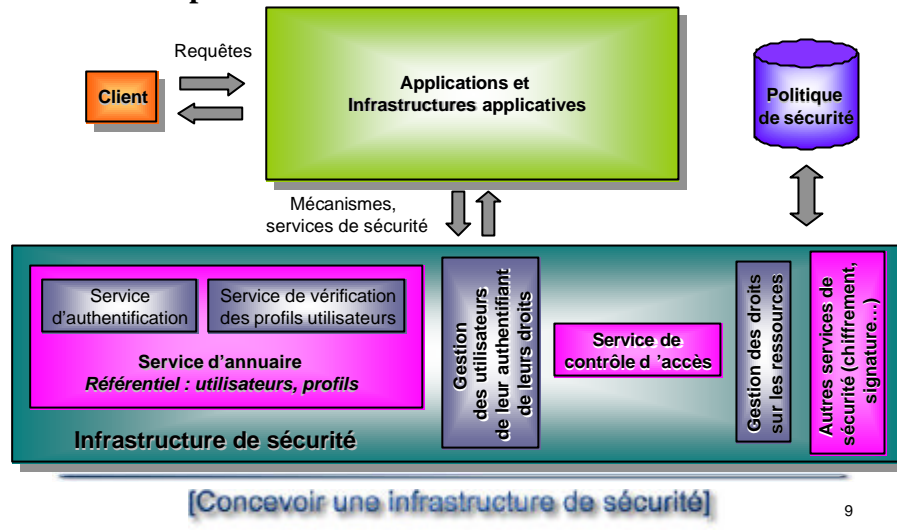 Requêtes
Client
Applications et
Infrastructures applicatives
Politique
de sécurité
Mécanismes,
services de sécurité
Service
d'authentification
Service de vérification
des profils utilisateurs
Service d'annuaire
Référentiel : utilisateurs, profils
Gestion
des utilisateurs
de leur authentifiant
de leurs droits
Service de
contrôle d 'accès
Gestion des droits
sur les ressources
Autres services de
sécurité (chiffrement,
signature…)
Infrastructure de sécurité
[Concevoir une infrastructure de sécurité]
9